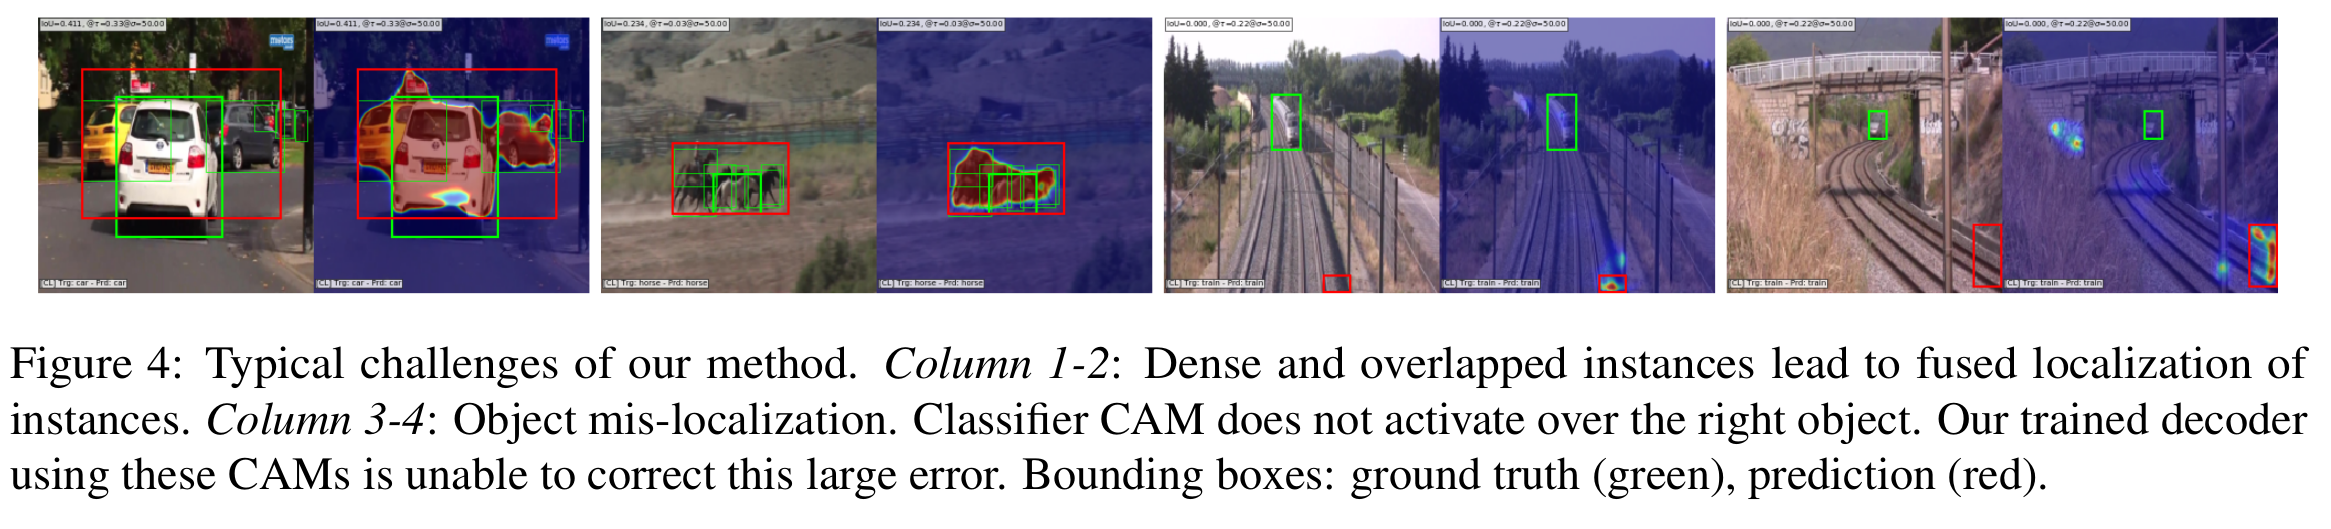 IoU=0.411, @τ=0.33@σ=50.00
IoU=0.411, @τ=0.33@σ=50.00
IoU=0.234, @τ=0.03@σ=50.00
IoU=0.234, @τ=0.03@σ=50.00
IoU=0.000, @τ=0.22@σ=50.00
IoU=0.000, @τ=0.22@σ=50.00
IoU=0.000, @τ=0.22@σ=50.00
IoU=0.000, @τ=0.22@σ=50.00
[CL] Trg: car - Prd: car
[CL] Trg: car - Prd: car
[CL] Trg: horse - Prd: horse
[CL] Trg: horse - Prd: horse
[CL] Trg: train - Prd: train
[CL] Trg: train - Prd: train
[CL] Trg: train - Prd: train
[CL] Trg: train - Prd: train
Figure 4: Typical challenges of our method. Column 1-2: Dense and overlapped instances lead to fused localization of
instances. Column 3-4: Object mis-localization. Classifier CAM does not activate over the right object. Our trained decoder
using these CAMs is unable to correct this large error. Bounding boxes: ground truth (green), prediction (red).